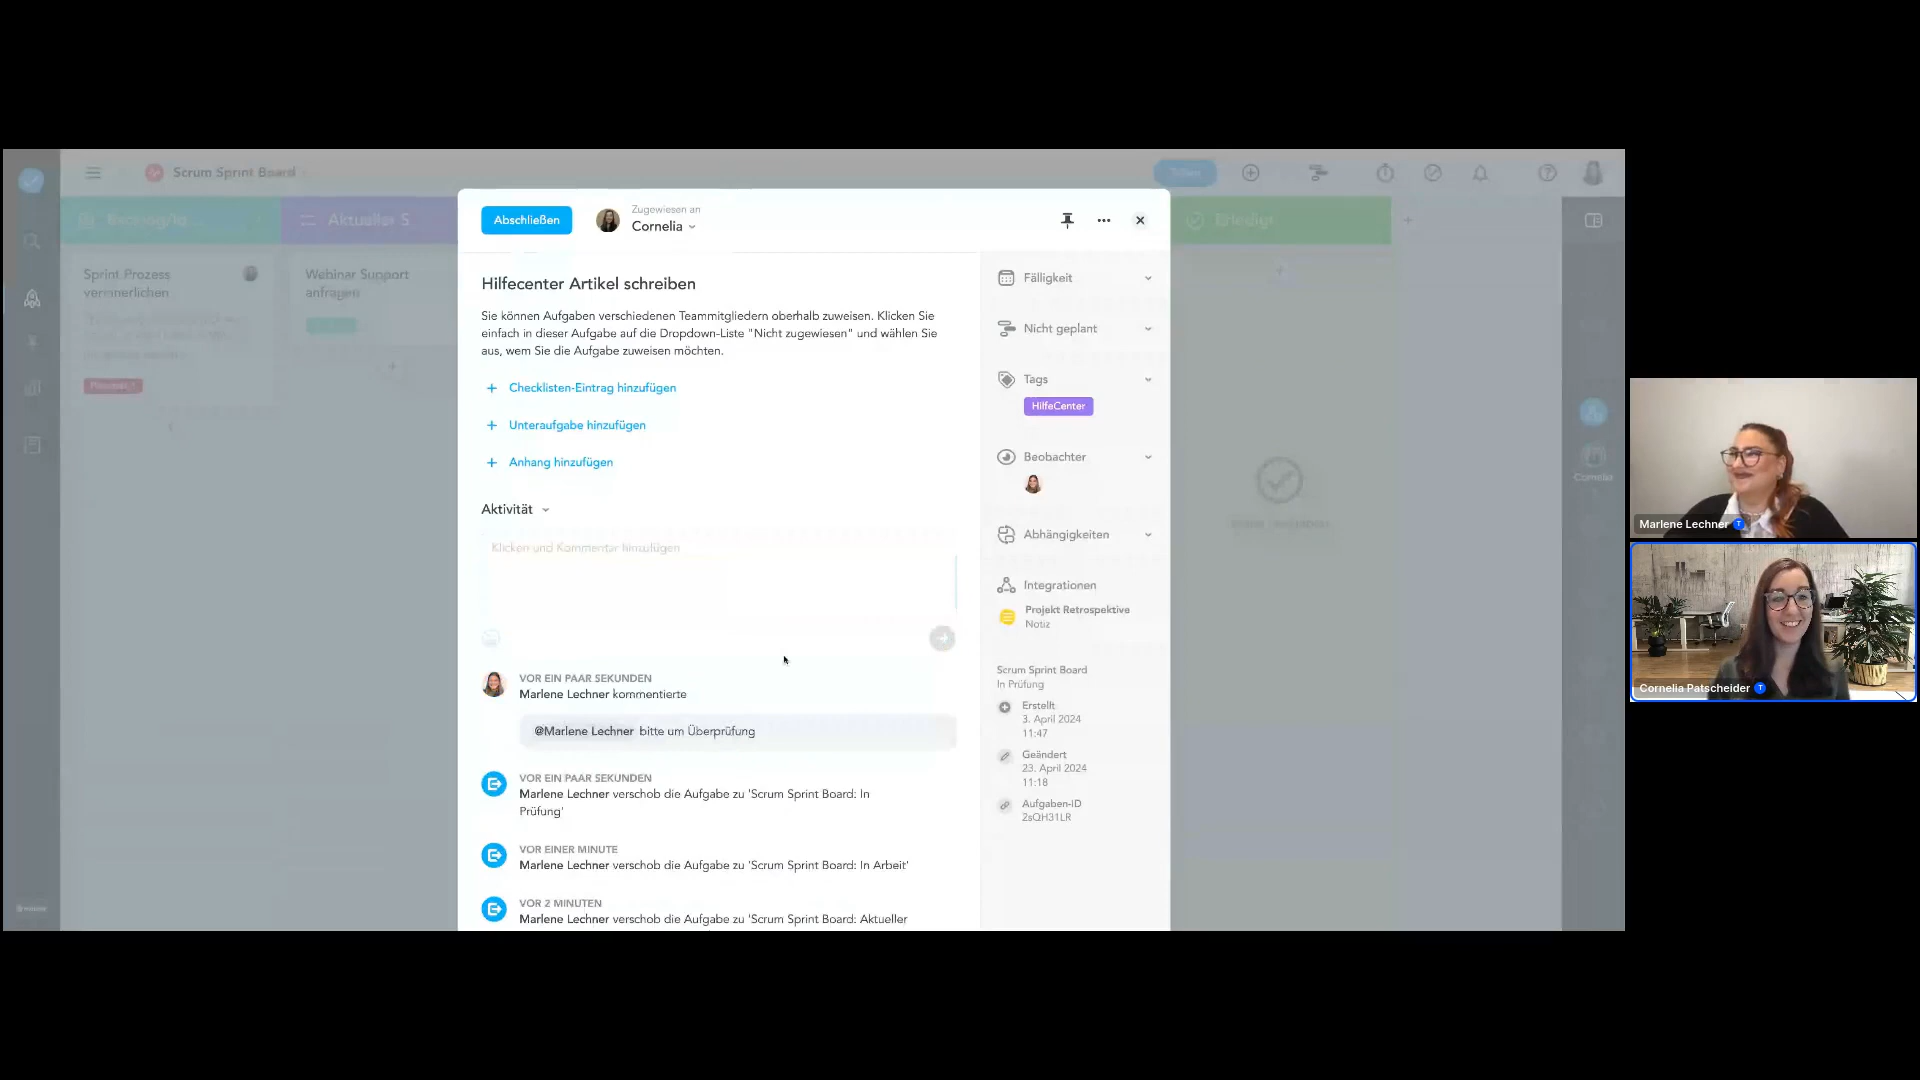 Scrum Sprint Board
Teilen
Aktueller S
Erledigt
Sprint Prozess
verinnerlichen
Webinar Support
anfragen
Cornelia
Abschließen
Zugewiesen an
Cornelia
Hilfecenter Artikel schreiben
Sie können Aufgaben verschiedenen Teammitgliedern oberhalb zuweisen. Klicken Sie
einfach in dieser Aufgabe auf die Dropdown-Liste "Nicht zugewiesen" und wählen Sie
aus, wem Sie die Aufgabe zuweisen möchten.
Checklisten-Eintrag hinzufügen
Unteraufgabe hinzufügen
Anhang hinzufügen
Aktivität
Klicken und Kommentar hinzufügen
VOR EIN PAAR SEKUNDEN
Marlene Lechner kommentierte
@Marlene Lechner bitte um Überprüfung
VOR EIN PAAR SEKUNDEN
Marlene Lechner verschob die Aufgabe zu 'Scrum Sprint Board: In
Prüfung'
VOR EINER MINUTE
Marlene Lechner verschob die Aufgabe zu 'Scrum Sprint Board: In Arbeit'
VOR 2 MINUTEN
Marlene Lechner verschob die Aufgabe zu 'Scrum Sprint Board: Aktueller
Fälligkeit
Nicht geplant
Tags
HilfeCenter
Beobachter
Abhängigkeiten
Integrationen
Projekt Retrospektive
Notiz
Scrum Sprint Board
In Prüfung
Erstellt
3. April 2024
11:47
Geändert
23. April 2024
11:18
Aufgaben-ID
2sQH31LR
Marlene Lechner T
Cornelia Patscheider T